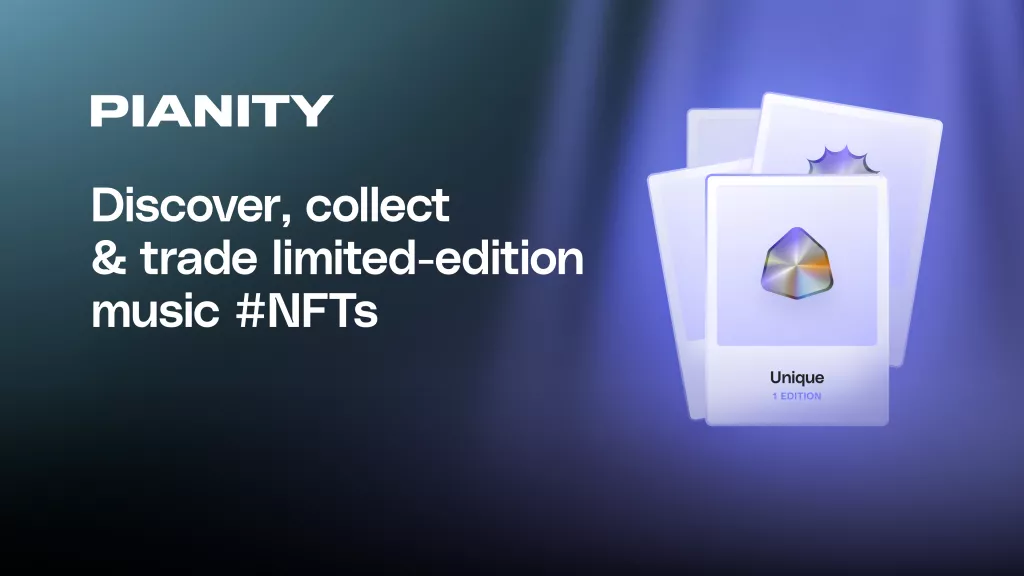 PIANITY
Discover, collect
& trade limited-edition
music #NFTs
Unique
1 EDITION